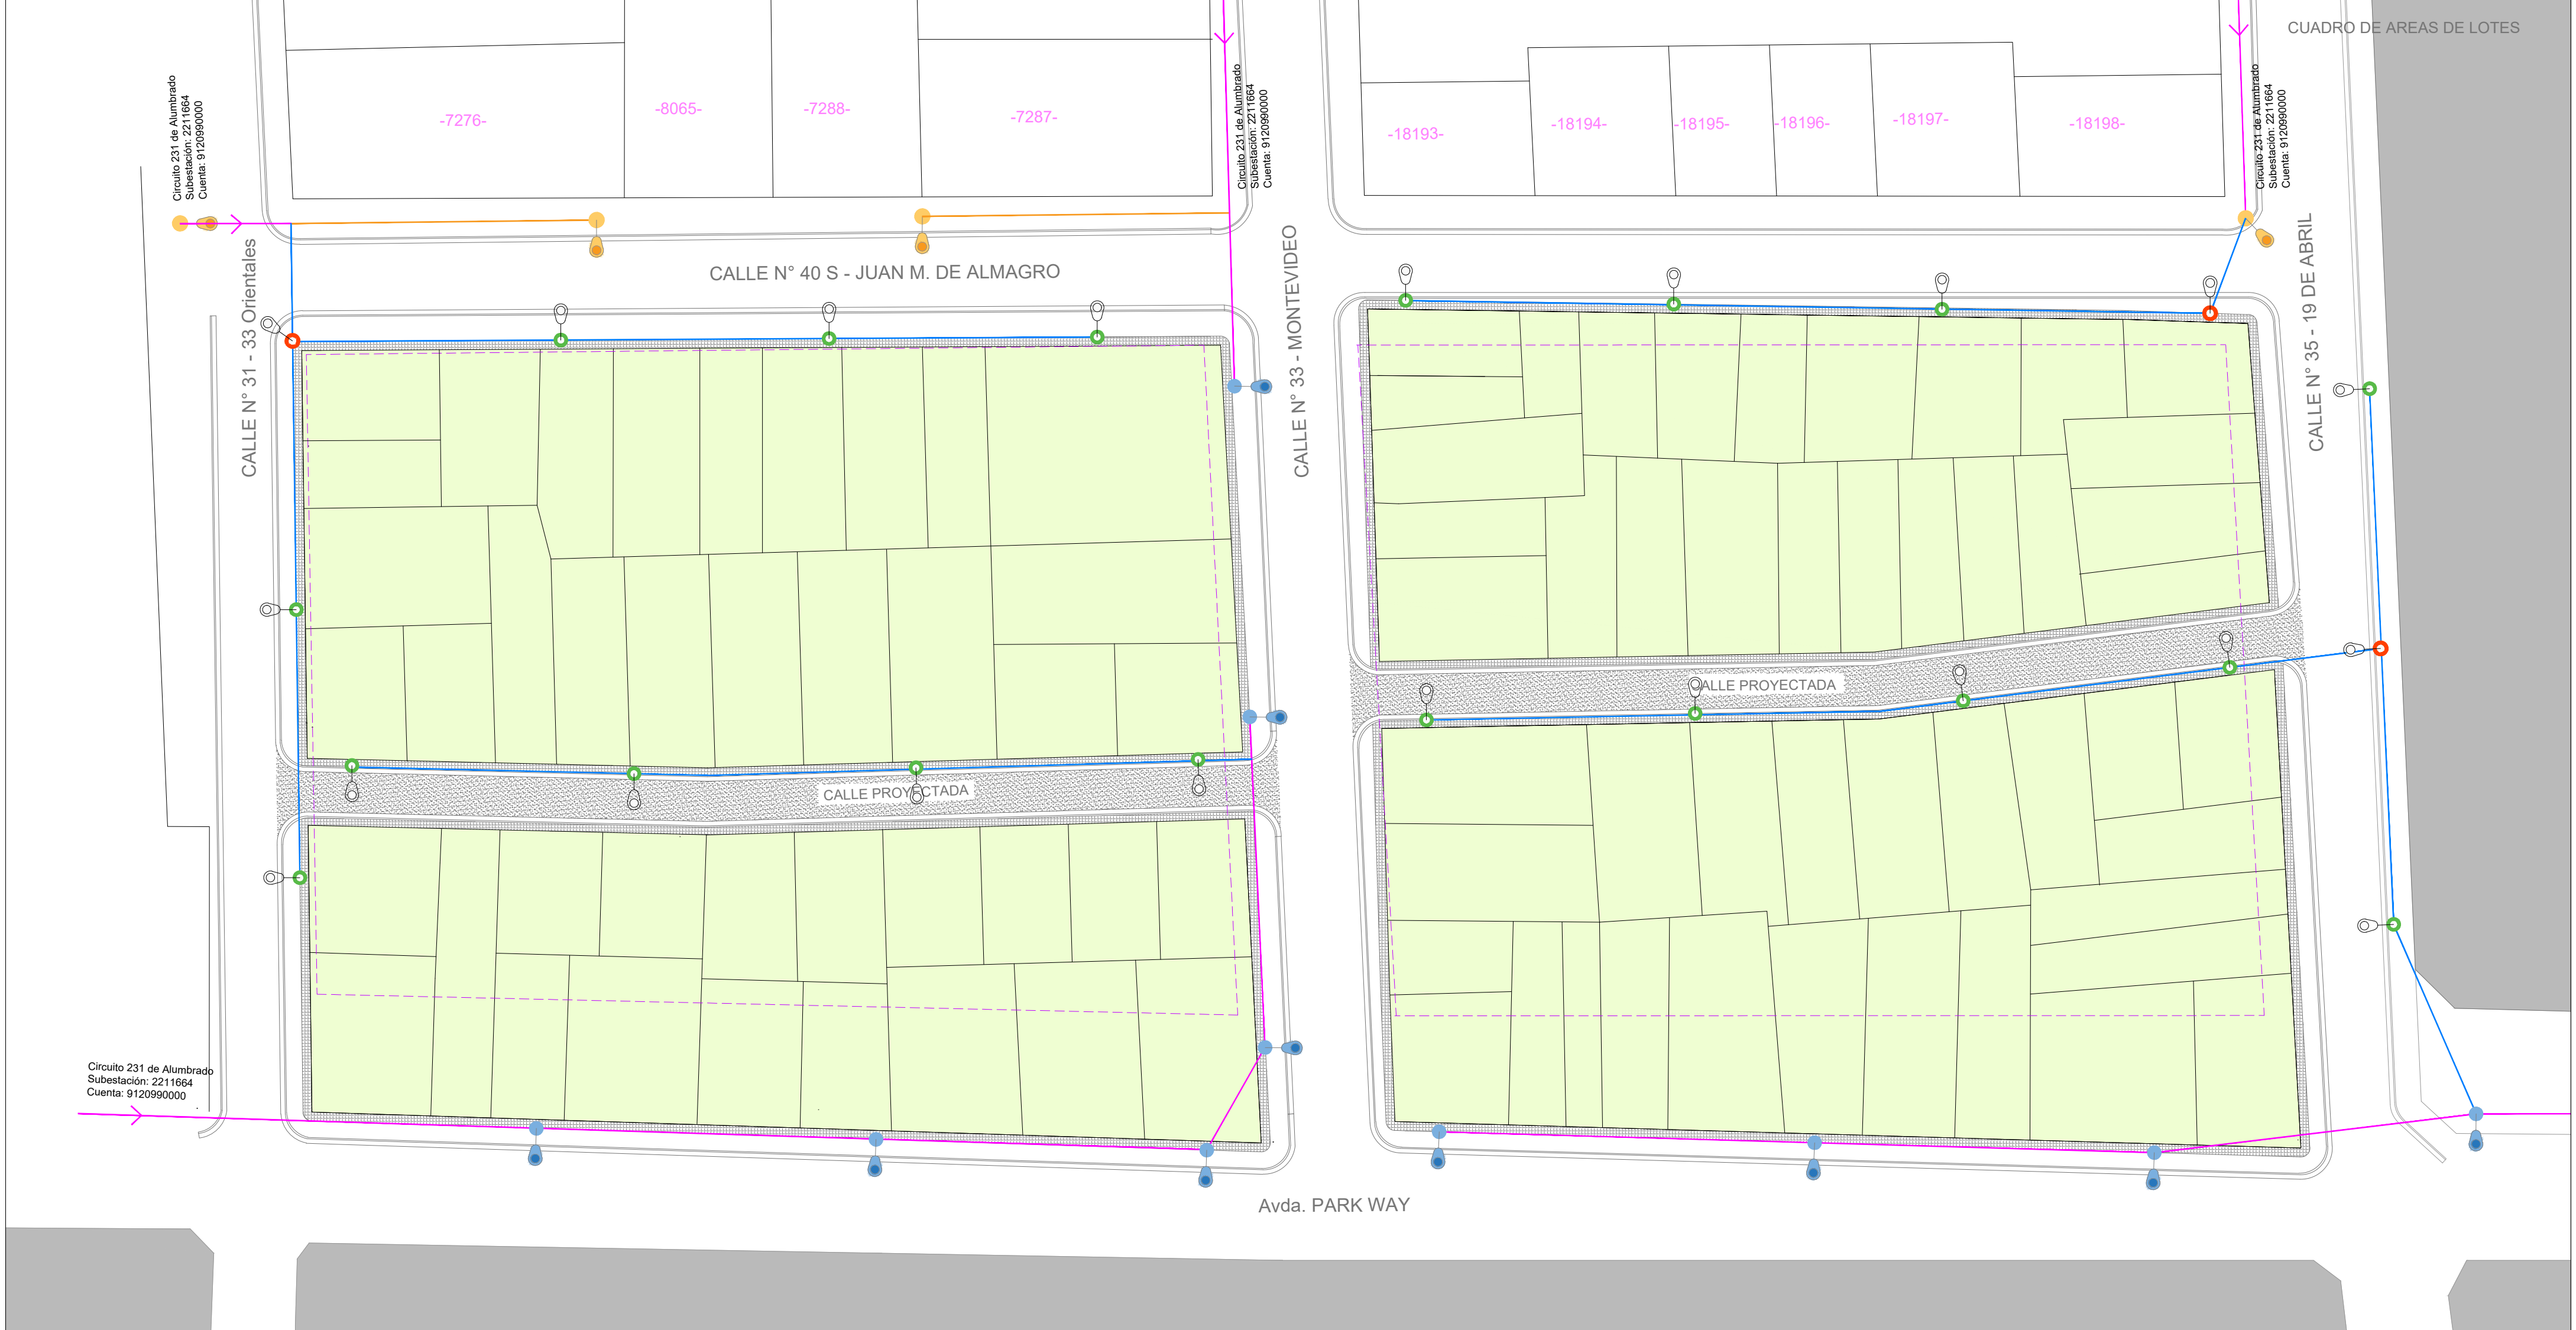 CUADRO DE AREAS DE LOTES
Circuito 231 de Alumbrado
Subestación: 2211664
Cuenta: 9120990000
Circuito 231 de Alumbrado
Subestación: 2211664
Cuenta: 9120990000
Circuito 231 de Alumbrado
Subestación: 2211664
Cuenta: 9120990000
-7276-
-8065-
-7288-
-7287-
-18193-
-18194-
-18195-
-18196-
-18197-
-18198-
CALLE N° 40 S - JUAN M. DE ALMAGRO
CALLE N° 31 - 33 Orientales
CALLE N° 33 - MONTEVIDEO
CALLE N° 35 - 19 DE ABRIL
CALLE PROYECTADA
CALLE PROYECTADA
Circuito 231 de Alumbrado
Subestación: 2211664
Cuenta: 9120990000
Avda. PARK WAY